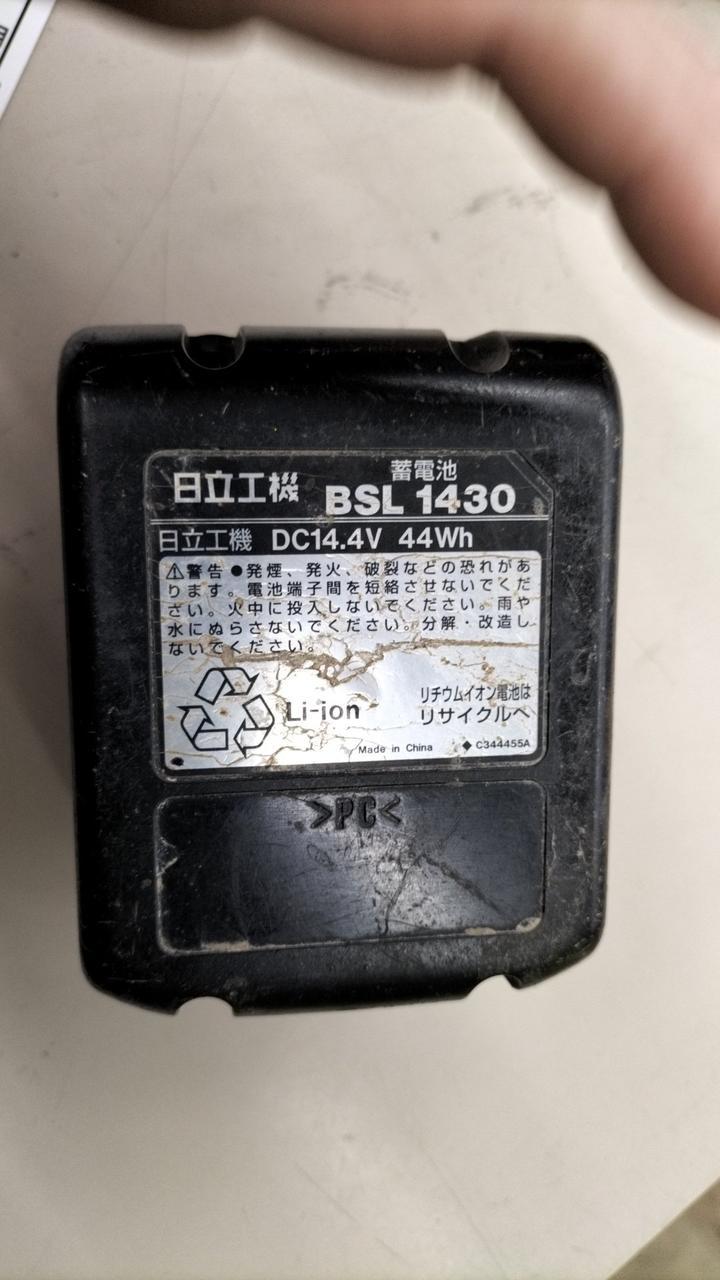 日立工機
蓄電池
BSL 1430
日立工機 DC14.4V 44Wh
⚠警告 ●発煙、発火、破裂などの恐れがあ
ります。電池端子間を短絡させないでくだ
さい。火中に投入しないでください。雨や
水にぬらさないでください。分解・改造し
ないでください。
Li-ion
リチウムイオン電池は
リサイクルへ
Made in China ◆ C344455A
>PC<